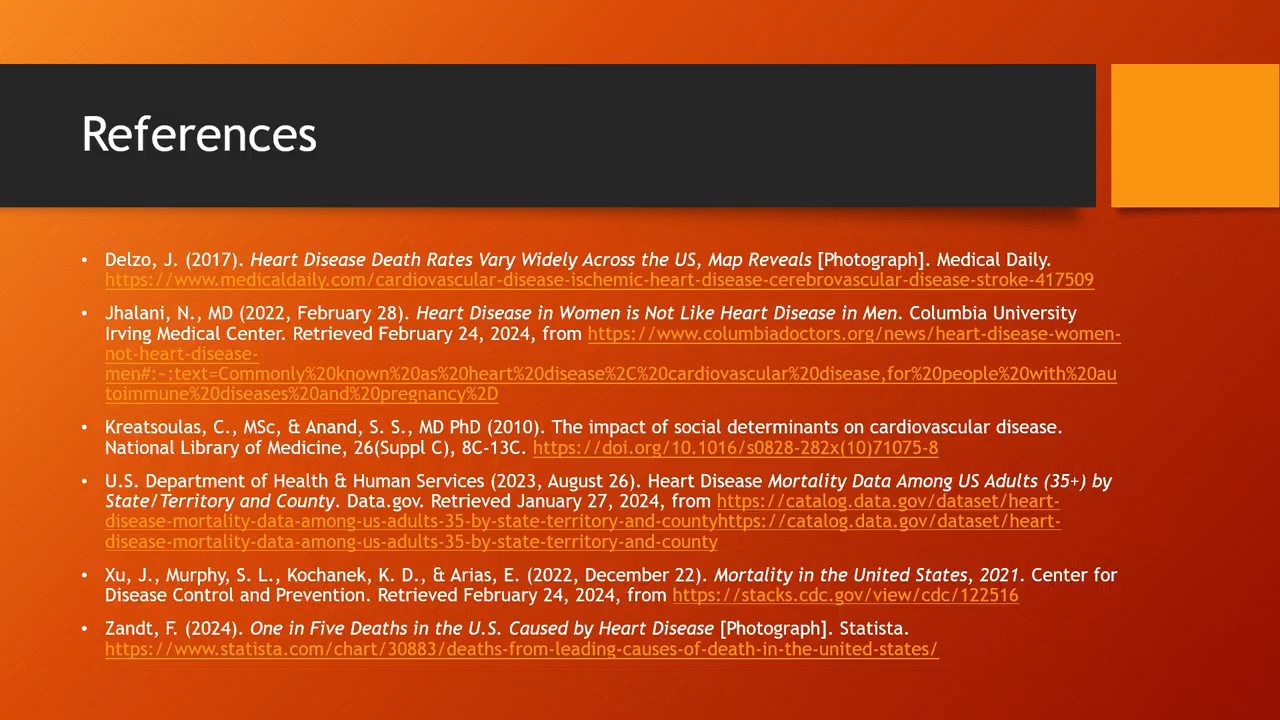 References
• Delzo, J. (2017). Heart Disease Death Rates Vary Widely Across the US, Map Reveals [Photograph]. Medical Daily.
https://www.medicaldaily.com/cardiovascular-disease-ischemic-heart-disease-cerebrovascular-disease-stroke-417509
• Jhalani, N., MD (2022, February 28). Heart Disease in Women is Not Like Heart Disease in Men. Columbia University
Irving Medical Center. Retrieved February 24, 2024, from https://www.columbiadoctors.org/news/heart-disease-women-
not-heart-disease-
men#:~:text=Commonly%20known%20as%20heart%20disease%2C%20cardiovascular%20disease,for%20people%20with%20au
toimmune%20diseases%20and%20pregnancy%2D
• Kreatsoulas, C., MSc, & Anand, S. S., MD PhD (2010). The impact of social determinants on cardiovascular disease.
National Library of Medicine, 26(Suppl C), 8C-13C. https://doi.org/10.1016/s0828-282x(10)71075-8
• U.S. Department of Health & Human Services (2023, August 26). Heart Disease Mortality Data Among US Adults (35+) by
State/Territory and County. Data.gov. Retrieved January 27, 2024, from https://catalog.data.gov/dataset/heart-
disease-mortality-data-among-us-adults-35-by-state-territory-and-countyhttps://catalog.data.gov/dataset/heart-
disease-mortality-data-among-us-adults-35-by-state-territory-and-county
• Xu, J., Murphy, S. L., Kochanek, K. D., & Arias, E. (2022, December 22). Mortality in the United States, 2021. Center for
Disease Control and Prevention. Retrieved February 24, 2024, from https://stacks.cdc.gov/view/cdc/122516
• Zandt, F. (2024). One in Five Deaths in the U.S. Caused by Heart Disease [Photograph]. Statista.
https://www.statista.com/chart/30883/deaths-from-leading-causes-of-death-in-the-united-states/